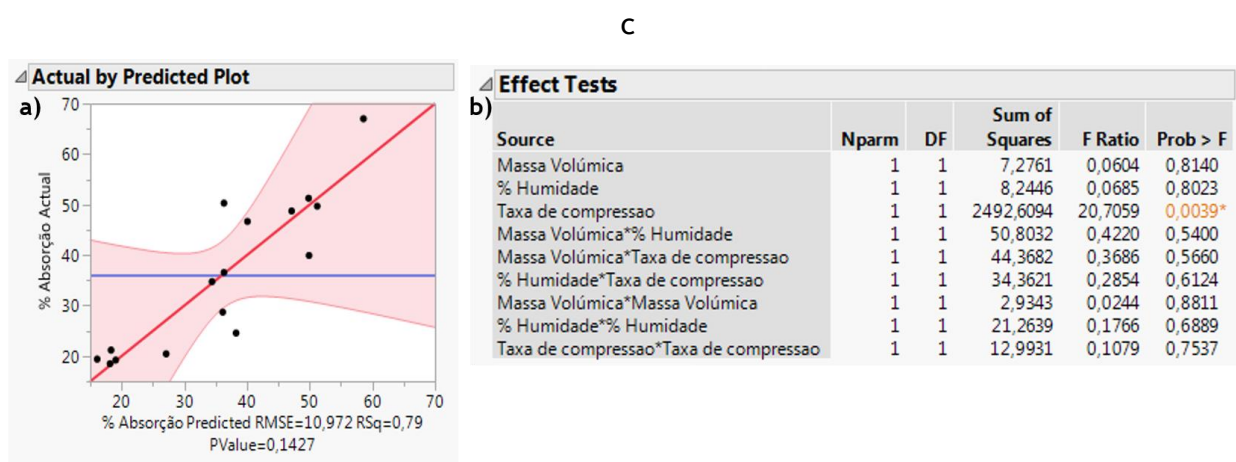 C
a)
Actual by Predicted Plot
% Absorção Actual
70
60
50
40
30
20
20 30 40 50 60 70
% Absorção Predicted RMSE=10,972 RSq=0,79
PValue=0,1427
b)
Effect Tests
Source Nparm DF Sum of Squares F Ratio Prob > F
Massa Volúmica 1 1 7,2761 0,0604 0,8140
% Humidade 1 1 8,2446 0,0685 0,8023
Taxa de compressao 1 1 2492,6094 20,7059 0,0039*
Massa Volúmica*% Humidade 1 1 50,8032 0,4220 0,5400
Massa Volúmica*Taxa de compressao 1 1 44,3682 0,3686 0,5660
% Humidade*Taxa de compressao 1 1 34,3621 0,2854 0,6124
Massa Volúmica*Massa Volúmica 1 1 2,9343 0,0244 0,8811
% Humidade*% Humidade 1 1 21,2639 0,1766 0,6889
Taxa de compressao*Taxa de compressao 1 1 12,9931 0,1079 0,7537